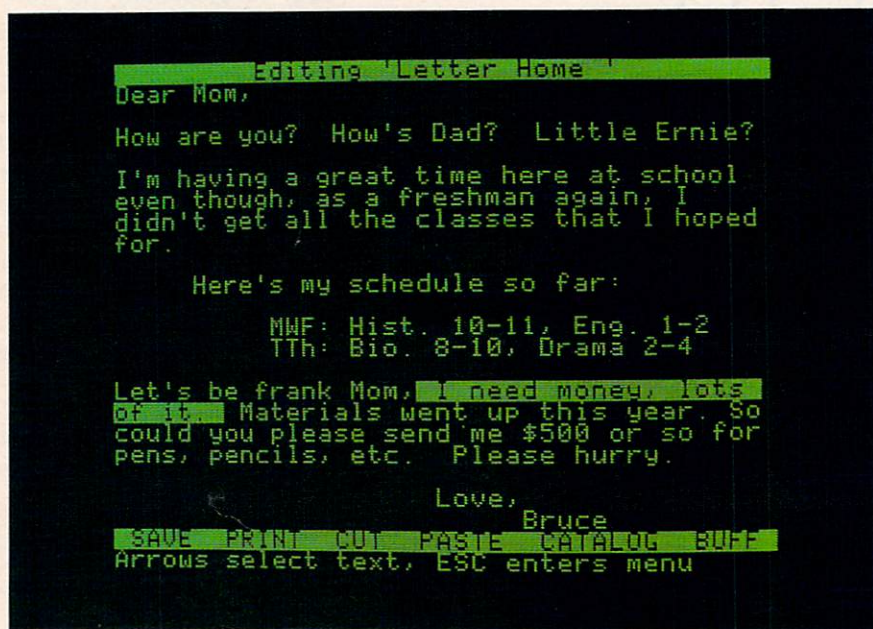 Editing 'Letter Home '
Dear Mom,
How are you?  How's Dad?  Little Ernie?
I'm having a great time here at school
even though, as a freshman again, I
didn't get all the classes that I hoped
for.
Here's my schedule so far:
MWF: Hist. 10-11, Eng. 1-2
TTh: Bio. 8-10, Drama 2-4
Let's be frank Mom, I need money, lots
of it. Materials went up this year. So
could you please send me $500 or so for
pens, pencils, etc.  Please hurry.
Love,
Bruce
SAVE PRINT CUT PASTE CATALOG BUFF
Arrows select text, ESC enters menu